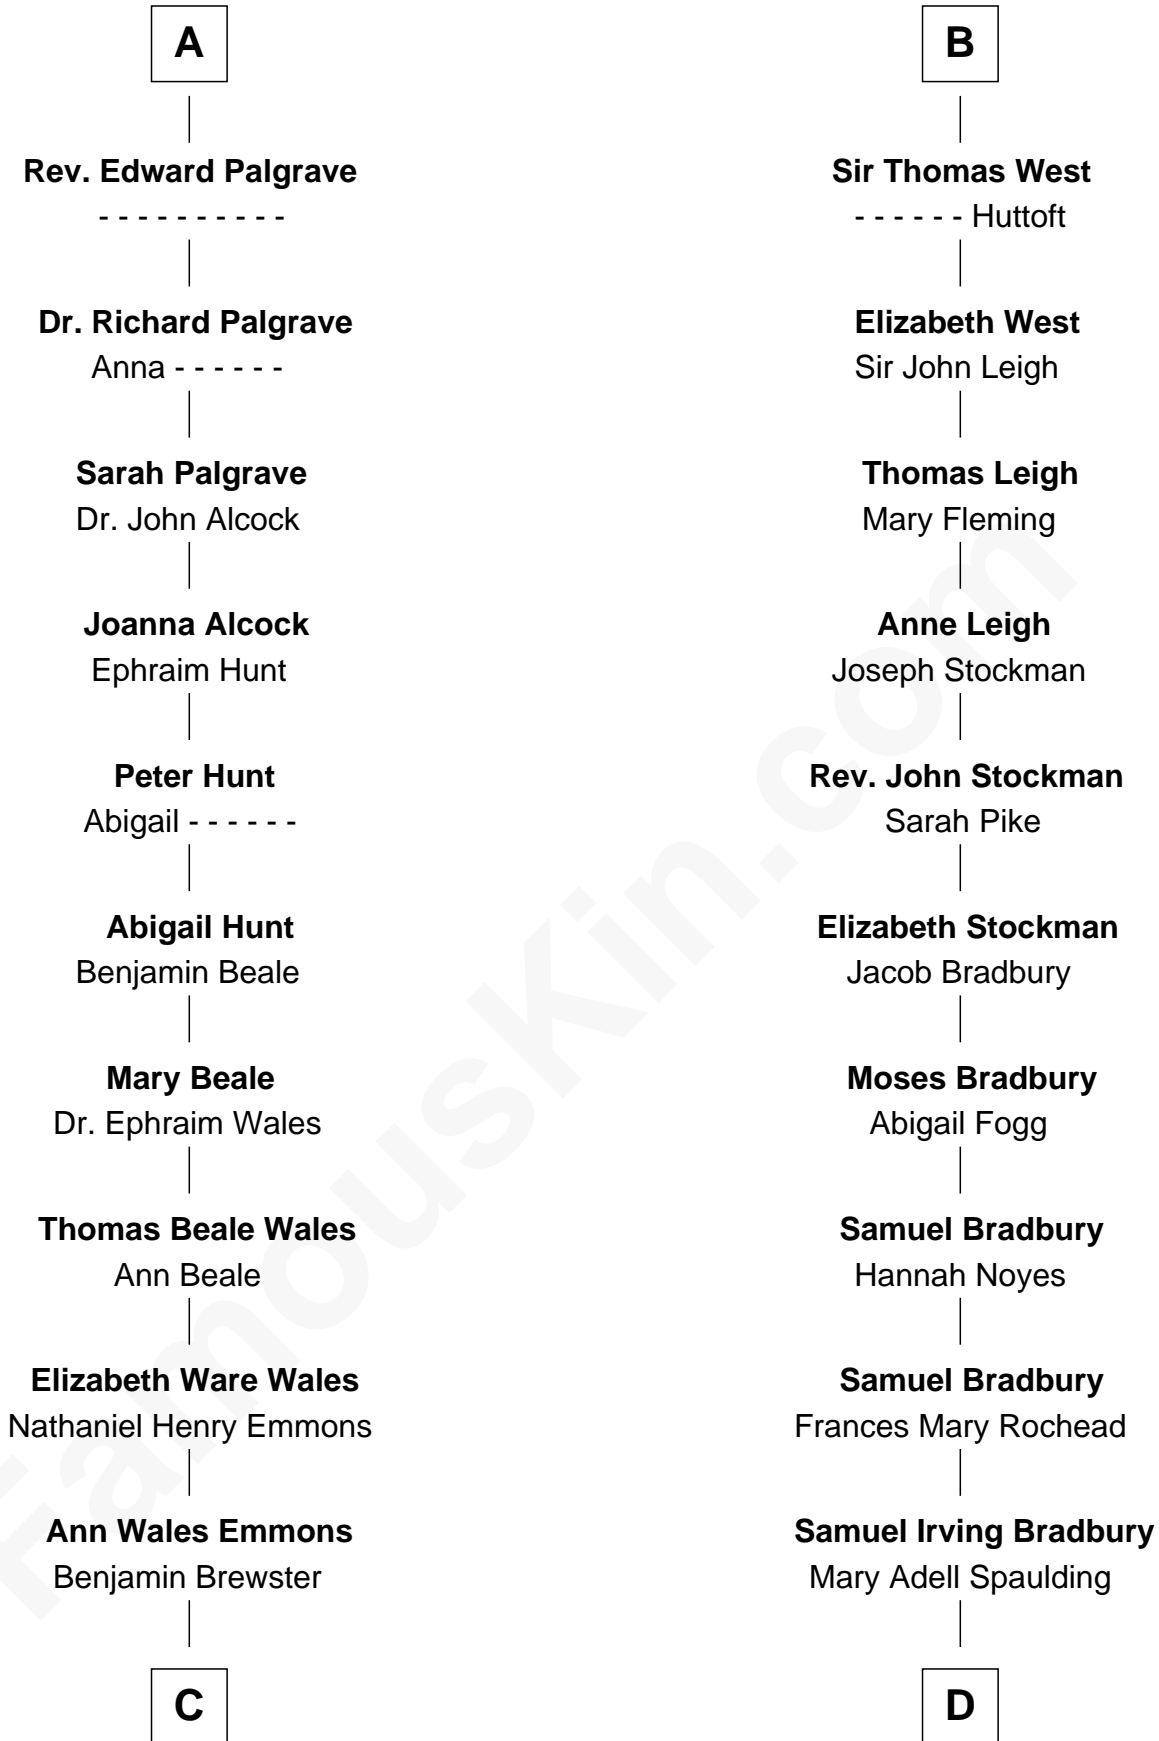 A
Rev. Edward Palgrave
- - - - - - - - - -
Dr. Richard Palgrave
Anna - - - - - -
Sarah Palgrave
Dr. John Alcock
Joanna Alcock
Ephraim Hunt
Peter Hunt
Abigail - - - - - -
Abigail Hunt
Benjamin Beale
Mary Beale
Dr. Ephraim Wales
Thomas Beale Wales
Ann Beale
Elizabeth Ware Wales
Nathaniel Henry Emmons
Ann Wales Emmons
Benjamin Brewster
C
B
Sir Thomas West
- - - - - - Huttoft
Elizabeth West
Sir John Leigh
Thomas Leigh
Mary Fleming
Anne Leigh
Joseph Stockman
Rev. John Stockman
Sarah Pike
Elizabeth Stockman
Jacob Bradbury
Moses Bradbury
Abigail Fogg
Samuel Bradbury
Hannah Noyes
Samuel Bradbury
Frances Mary Rochead
Samuel Irving Bradbury
Mary Adell Spaulding
D
FamousKin.com